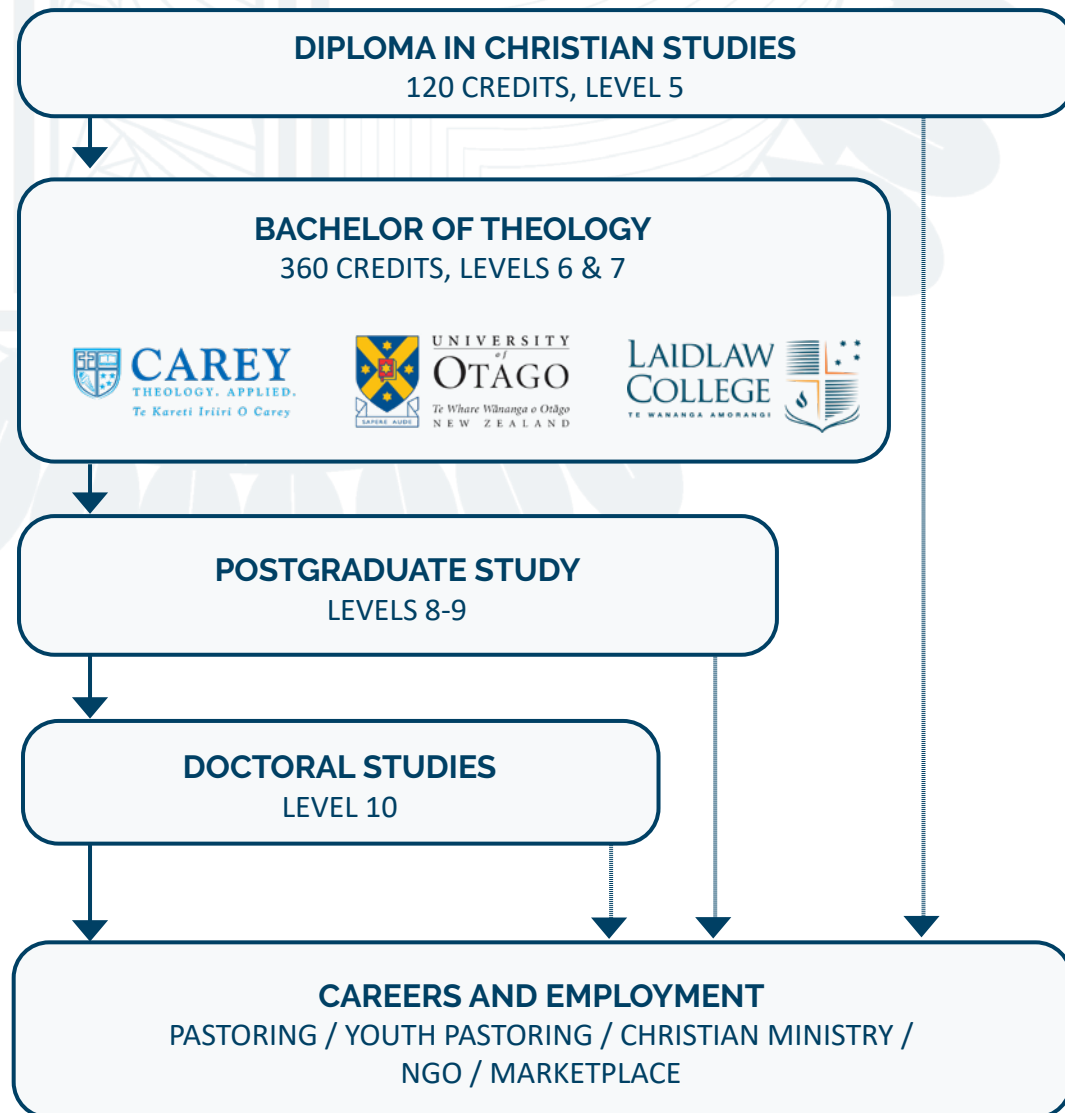 DIPLOMA IN CHRISTIAN STUDIES
120 CREDITS, LEVEL 5
BACHELOR OF THEOLOGY
360 CREDITS, LEVELS 6 & 7
CAREY
THEOLOGY. APPLIED.
Te Kareti Iriiri O Carey
UNIVERSITY
of
OTAGO
Te Whare Wānanga o Otāgo
NEW ZEALAND
SAPERE AUDE
LAIDLAW
COLLEGE
TE WANANGA AMORANGI
POSTGRADUATE STUDY
LEVELS 8-9
DOCTORAL STUDIES
LEVEL 10
CAREERS AND EMPLOYMENT
PASTORING / YOUTH PASTORING / CHRISTIAN MINISTRY /
NGO / MARKETPLACE